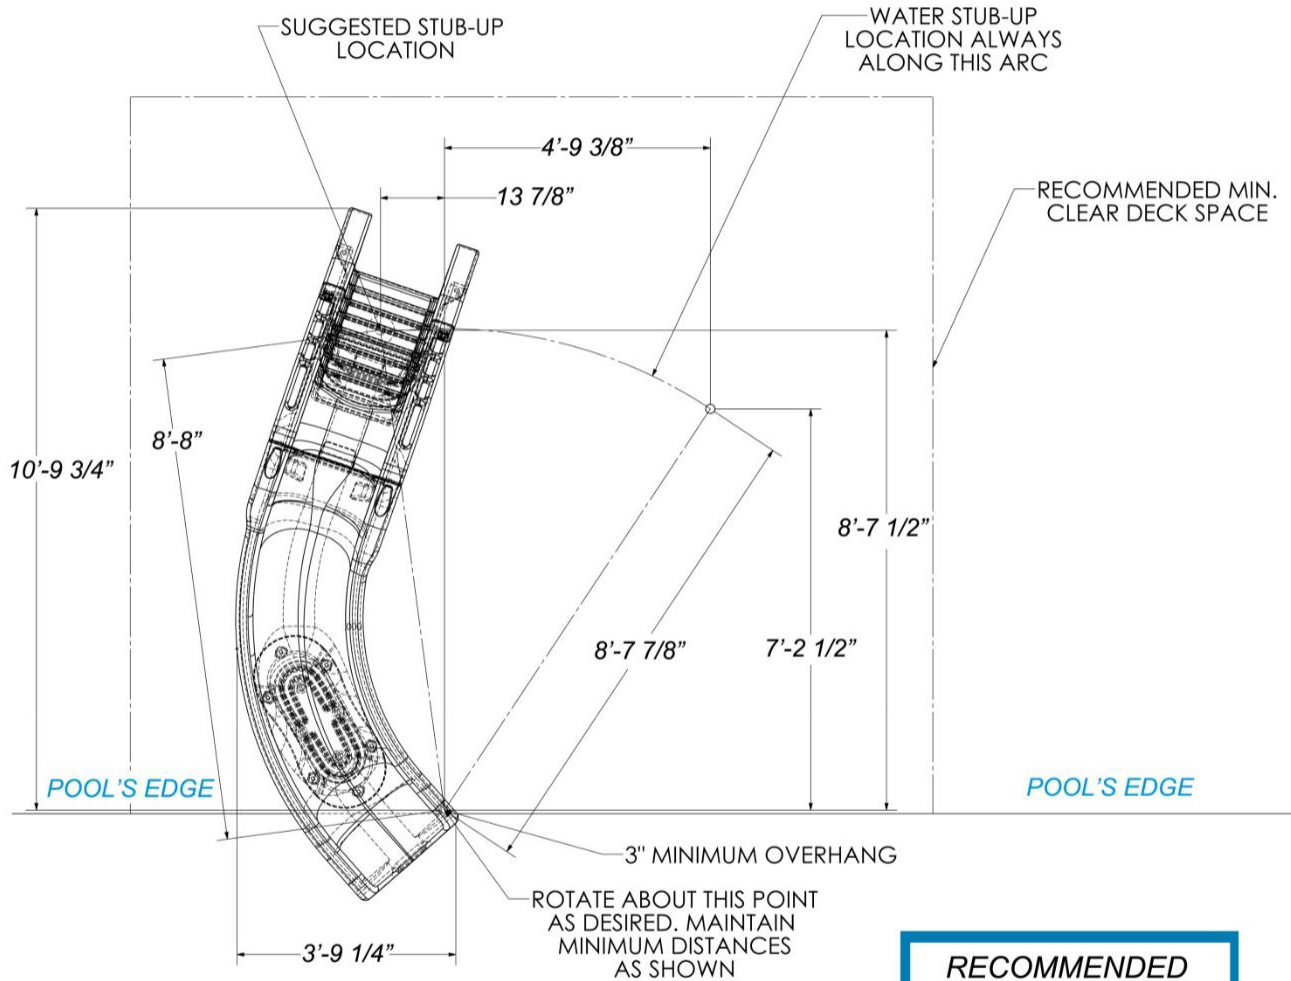 SUGGESTED STUB-UP
LOCATION
WATER STUB-UP
LOCATION ALWAYS
ALONG THIS ARC
4'-9 3/8”
13 7/8”
RECOMMENDED MIN.
CLEAR DECK SPACE
8'-8”
10'-9 3/4”
8'-7 1/2”
8'-7 7/8”
7'-2 1/2”
POOL'S EDGE
POOL'S EDGE
3" MINIMUM OVERHANG
ROTATE ABOUT THIS POINT
AS DESIRED. MAINTAIN
MINIMUM DISTANCES
AS SHOWN
3'-9 1/4”
RECOMMENDED